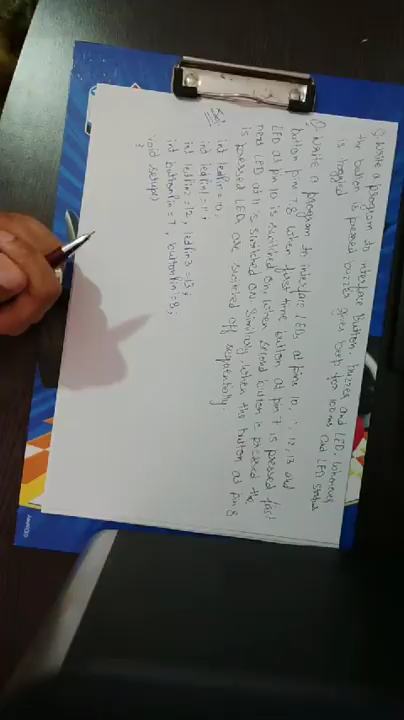 Q Write a program to interface Button, buzzer and LED. Whenever
the button is pressed buzzer gives beep for 100ms and LED status
is toggled
Q. Write a program to interface LEDs at pins 10, 11, 12, 13 and
button pins 7,8. When first time button at pin 7 is pressed first
LED at pin 10 is switched on, when second button is pressed the
next LED at 11 is switched on. Similarly, when the button at pin 8
is pressed LEDs are switched off sequentially.
int ledPin = 10;
int ledPin1 = 11;
int ledPin2 = 12, ledPin3 = 13;
int buttonPin = 7, buttonPin1 = 8;
void setup()
{
©Disney